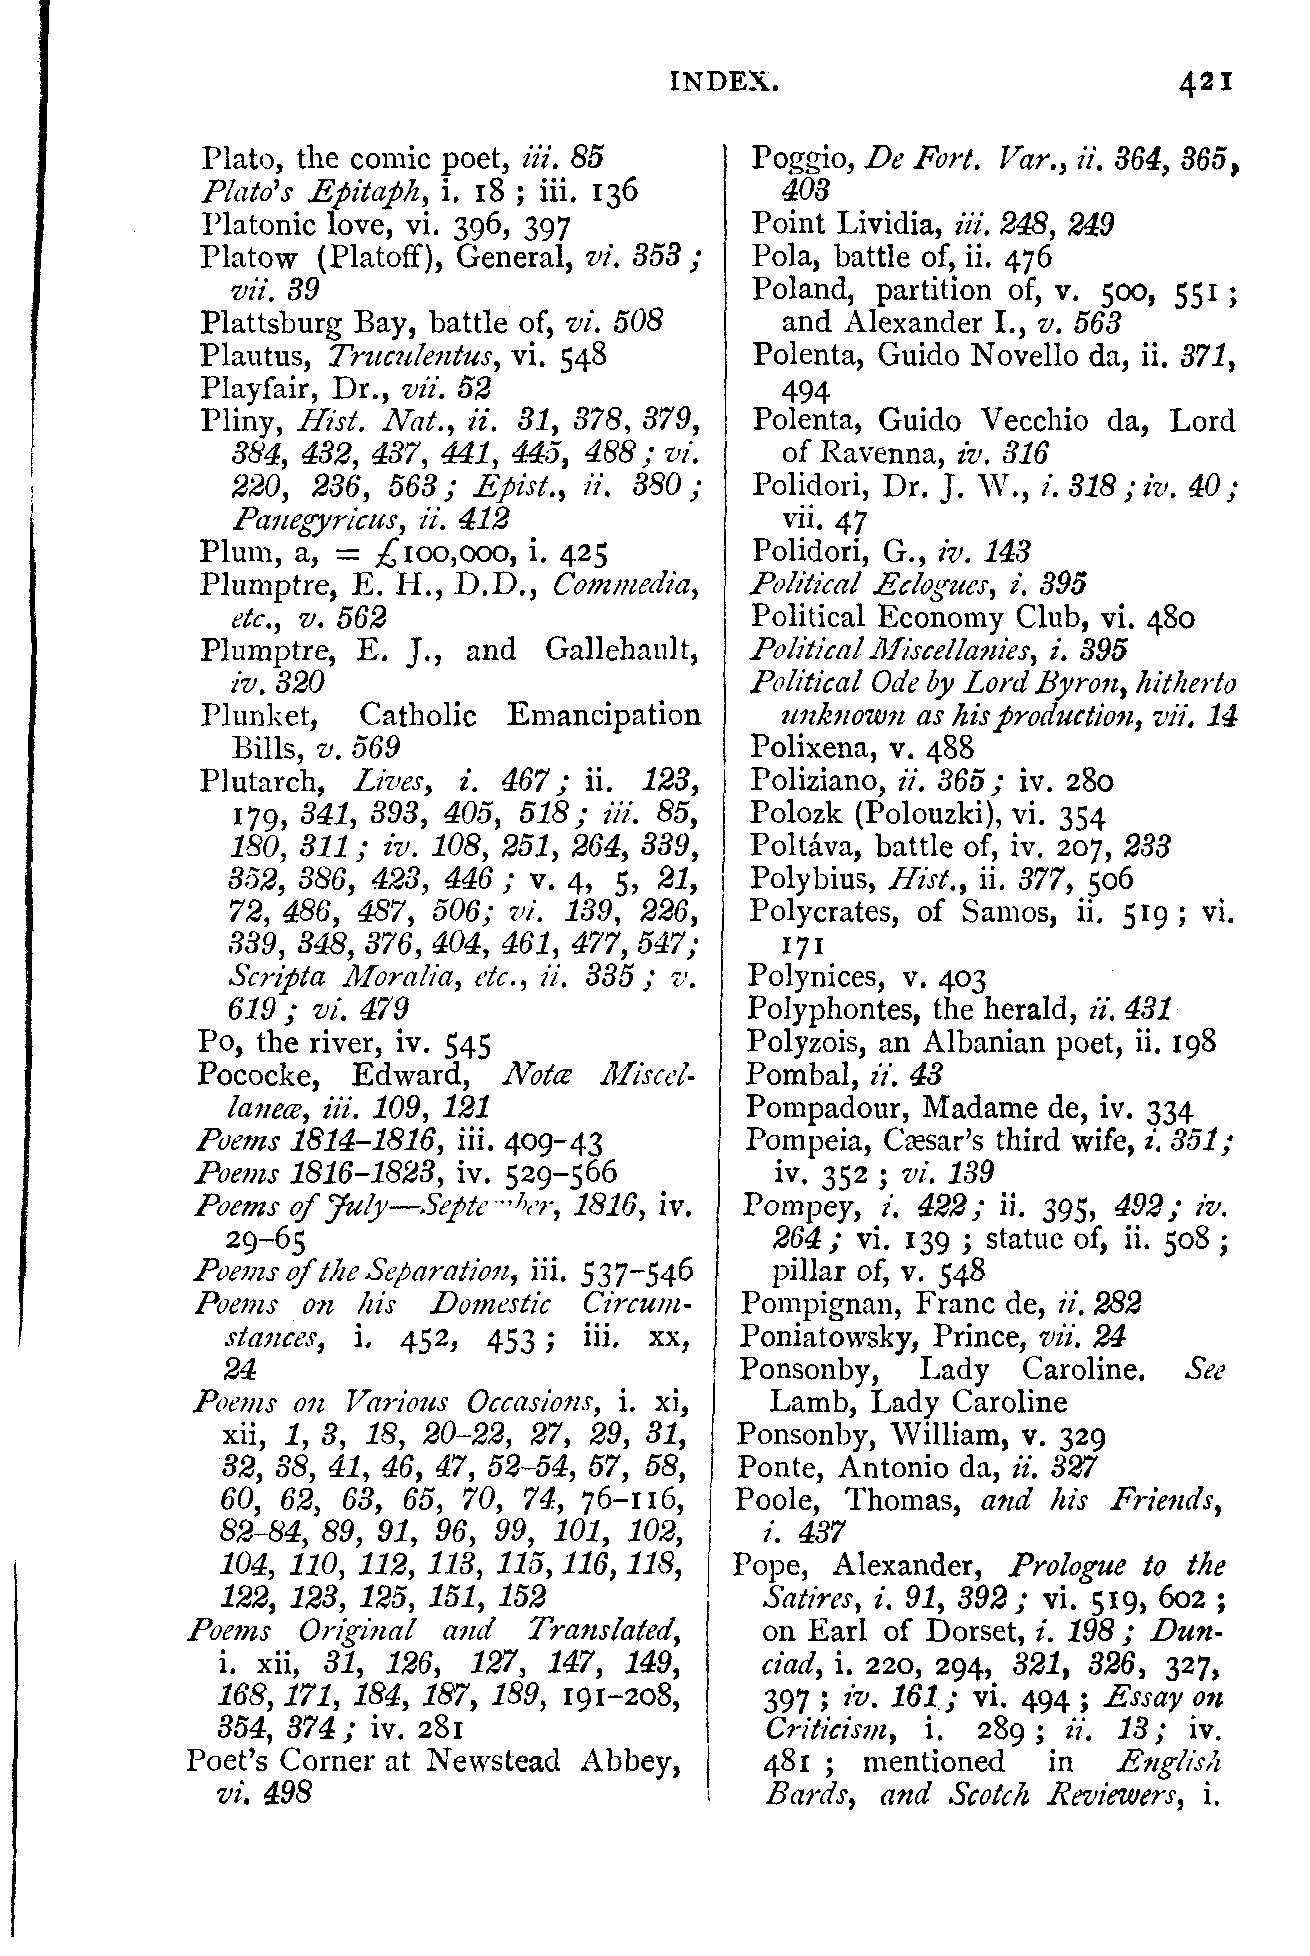 INDEX. 421
Plato, the comic poet, iii. 85
Plato's Epitaph, i. 18 ; iii. 136
Platonic love, vi. 396, 397
Platow (Platoff), General, vi. 353 ;
vii. 39
Plattsburg Bay, battle of, vi. 508
Plautus, Truculentus, vi. 548
Playfair, Dr., vii. 52
Pliny, Hist. Nat., ii. 31, 378, 379,
384, 432, 437, 441, 445, 488 ; vi.
220, 236, 563 ; Epist., ii. 380 ;
Panegyricus, ii. 412
Plum, a, = £100,000, i. 425
Plumptre, E. H., D.D., Commedia,
etc., v. 562
Plumptre, E. J., and Gallehault,
iv. 320
Plunket, Catholic Emancipation
Bills, v. 569
Plutarch, Lives, i. 467 ; ii. 123,
179, 341, 393, 405, 518 ; iii. 85,
180, 311 ; iv. 108, 251, 264, 339,
352, 386, 423, 446 ; v. 4, 5, 21,
72, 486, 487, 506; vi. 139, 226,
339, 348, 376, 404, 461, 477, 547;
Scripta Moralia, etc., ii. 335 ; v.
619 ; vi. 479
Po, the river, iv. 545
Pococke, Edward, Notæ Miscel-
laneæ, iii. 109, 121
Poems 1814–1816, iii. 409–43
Poems 1816–1823, iv. 529–566
Poems of July—September, 1816, iv.
29–65
Poems of the Separation, iii. 537–546
Poems on his Domestic Circum-
stances, i. 452, 453 ; iii. xx,
24
Poems on Various Occasions, i. xi,
xii, 1, 3, 18, 20–22, 27, 29, 31,
32, 38, 41, 46, 47, 52–54, 57, 58,
60, 62, 63, 65, 70, 74, 76–116,
82–84, 89, 91, 96, 99, 101, 102,
104, 110, 112, 113, 115, 116, 118,
122, 123, 125, 151, 152
Poems Original and Translated,
i. xii, 31, 126, 127, 147, 149,
168, 171, 184, 187, 189, 191–208,
354, 374 ; iv. 281
Poet's Corner at Newstead Abbey,
vi. 498
Poggio, De Fort. Var., ii. 364, 365,
403
Point Lividia, iii. 248, 249
Pola, battle of, ii. 476
Poland, partition of, v. 500, 551 ;
and Alexander I., v. 563
Polenta, Guido Novello da, ii. 371,
494
Polenta, Guido Vecchio da, Lord
of Ravenna, iv. 316
Polidori, Dr. J. W., i. 318 ; iv. 40 ;
vii. 47
Polidori, G., iv. 143
Political Eclogues, i. 395
Political Economy Club, vi. 480
Political Miscellanies, i. 395
Political Ode by Lord Byron, hitherto
unknown as his production, vii. 14
Polixena, v. 488
Poliziano, ii. 365 ; iv. 280
Polozk (Polouzki), vi. 354
Poltáva, battle of, iv. 207, 233
Polybius, Hist., ii. 377, 506
Polycrates, of Samos, ii. 519 ; vi.
171
Polynices, v. 403
Polyphontes, the herald, ii. 431
Polyzois, an Albanian poet, ii. 198
Pombal, ii. 43
Pompadour, Madame de, iv. 334
Pompeia, Cæsar's third wife, i. 351;
iv. 352 ; vi. 139
Pompey, i. 422 ; ii. 395, 492 ; iv.
264 ; vi. 139 ; statue of, ii. 508 ;
pillar of, v. 548
Pompignan, Franc de, ii. 282
Poniatowsky, Prince, vii. 24
Ponsonby, Lady Caroline. See
Lamb, Lady Caroline
Ponsonby, William, v. 329
Ponte, Antonio da, ii. 327
Poole, Thomas, and his Friends,
i. 437
Pope, Alexander, Prologue to the
Satires, i. 91, 392 ; vi. 519, 602 ;
on Earl of Dorset, i. 198 ; Dun-
ciad, i. 220, 294, 321, 326, 327,
397 ; iv. 161 ; vi. 494 ; Essay on
Criticism, i. 289 ; ii. 13 ; iv.
481 ; mentioned in English
Bards, and Scotch Reviewers, i.